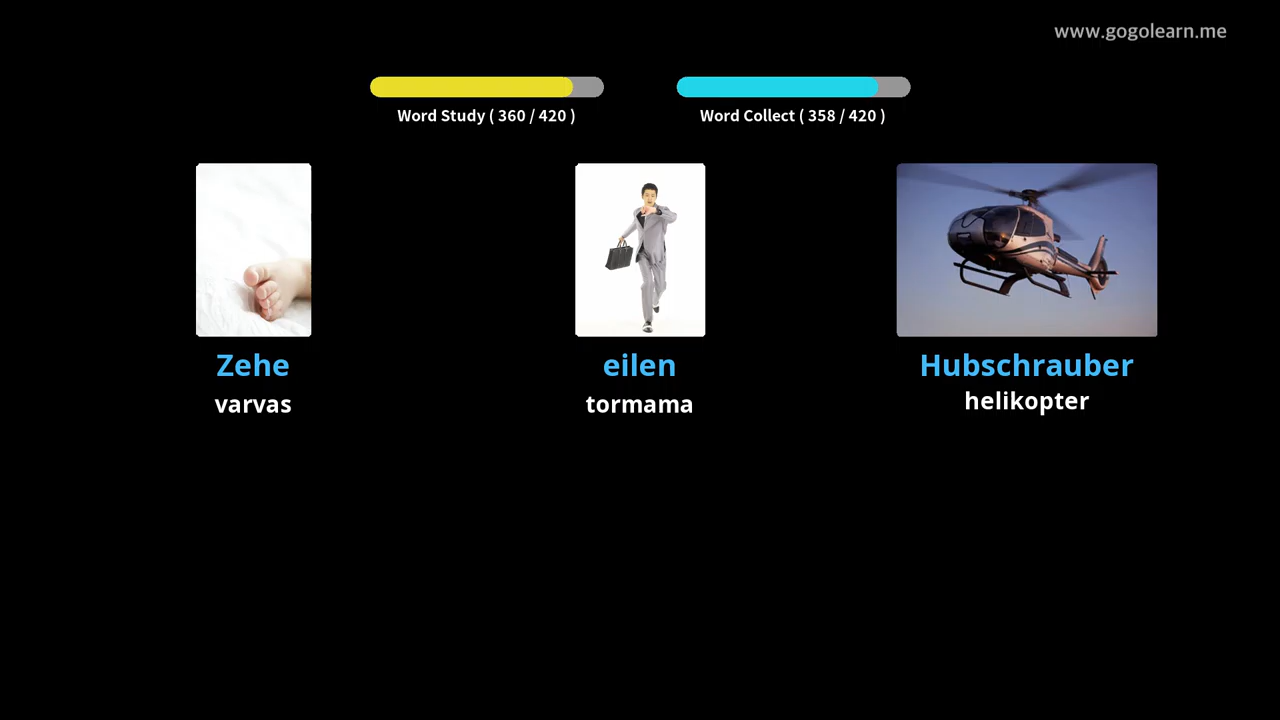 www.gogolearn.me
Word Study ( 360 / 420 )
Word Collect ( 358 / 420 )
Zehe
varvas
eilen
tormama
Hubschrauber
helikopter